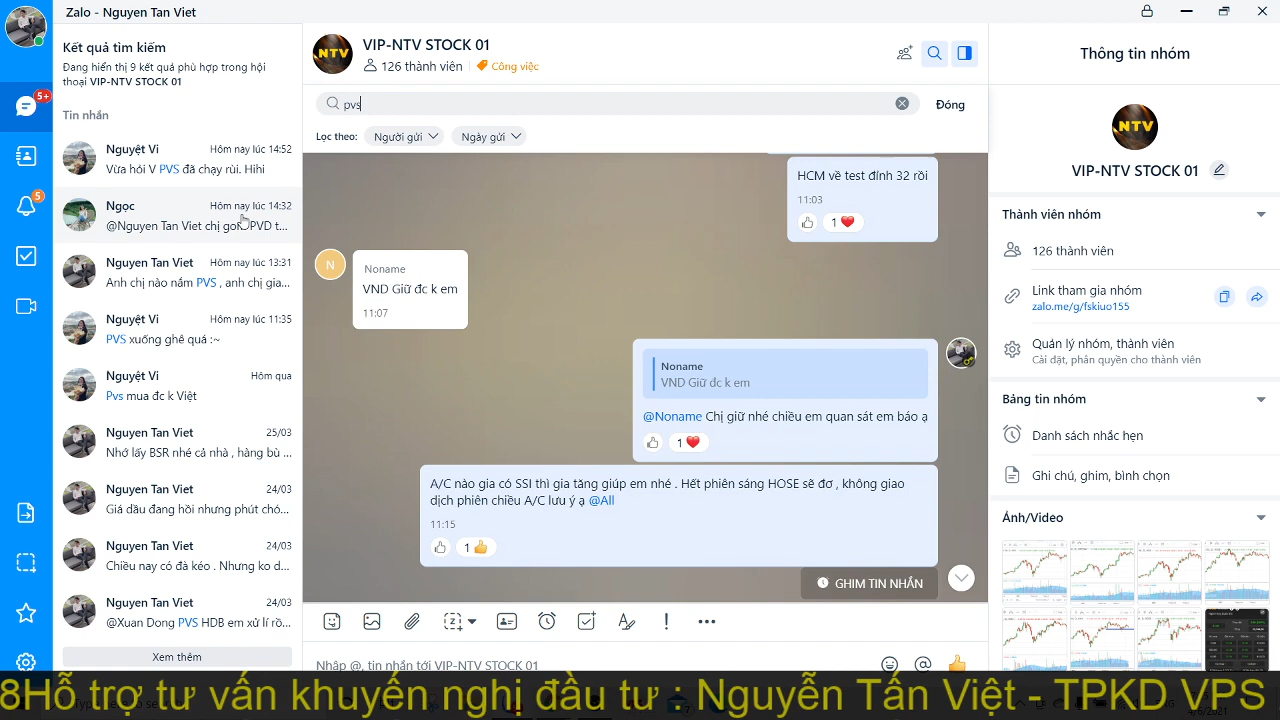 Zalo - Nguyen Tan Viet
5+
5
Kết quả tìm kiếm
Đang hiển thị 9 kết quả phù hợp trong hội
thoại VIP-NTV STOCK 01
Tin nhắn
Nguyệt Vi Hôm nay lúc 14:52
Vừa hỏi V PVS đã chạy rùi. Hihi
Ngọc Hôm nay lúc 14:32
@Nguyen Tan Viet chị gom PVD t...
Nguyen Tan Viet Hôm nay lúc 13:31
Anh chị nào nắm PVS , anh chị gia...
Nguyệt Vi Hôm nay lúc 11:35
PVS xuống ghê quá :~
Nguyệt Vi Hôm qua
Pvs mua đc k Việt
Nguyen Tan Viet 25/03
Nhớ lấy BSR nhé cả nhà , hàng bù ...
Nguyen Tan Viet 24/03
Giá dầu đang hồi nhưng phút chó...
Nguyen Tan Viet 24/03
Chiều nay có đà kéo . Nhưng ko d...
Nguyen Tan Viet 24/03
@Xuan Dong PVS HDB em xử lí rồ...
Xem thêm
NTV
VIP-NTV STOCK 01
126 thành viên
Công việc
pvs
Đóng
Lọc theo: Người gửi Ngày gửi
HCM về test đỉnh 32 rồi
11:03
1
N
Noname
VND Giữ đc k em
11:07
Noname
VND Giữ đc k em
@Noname Chị giữ nhé chiều em quan sát em báo ạ
1
A/C nào gia có SSI thì gia tăng giúp em nhé . Hết phiên sáng HOSE sẽ đơ , không giao
dịch phiên chiều A/C lưu ý ạ @All
11:15
1
GHIM TIN NHẮN
Nhập @, tin nhắn tới VIP-NTV STOCK 01
Thông tin nhóm
NTV
VIP-NTV STOCK 01
Thành viên nhóm
126 thành viên
Link tham gia nhóm
zalo.me/g/fskiuo155
Quản lý nhóm, thành viên
Cài đặt, phân quyền cho thành viên
Bảng tin nhóm
Danh sách nhắc hẹn
Ghi chú, ghim, bình chọn
Ảnh/Video
8Hỗ trợ tư vấn khuyến nghị đầu tư : Nguyễn Tấn Việt - TPKD VPS